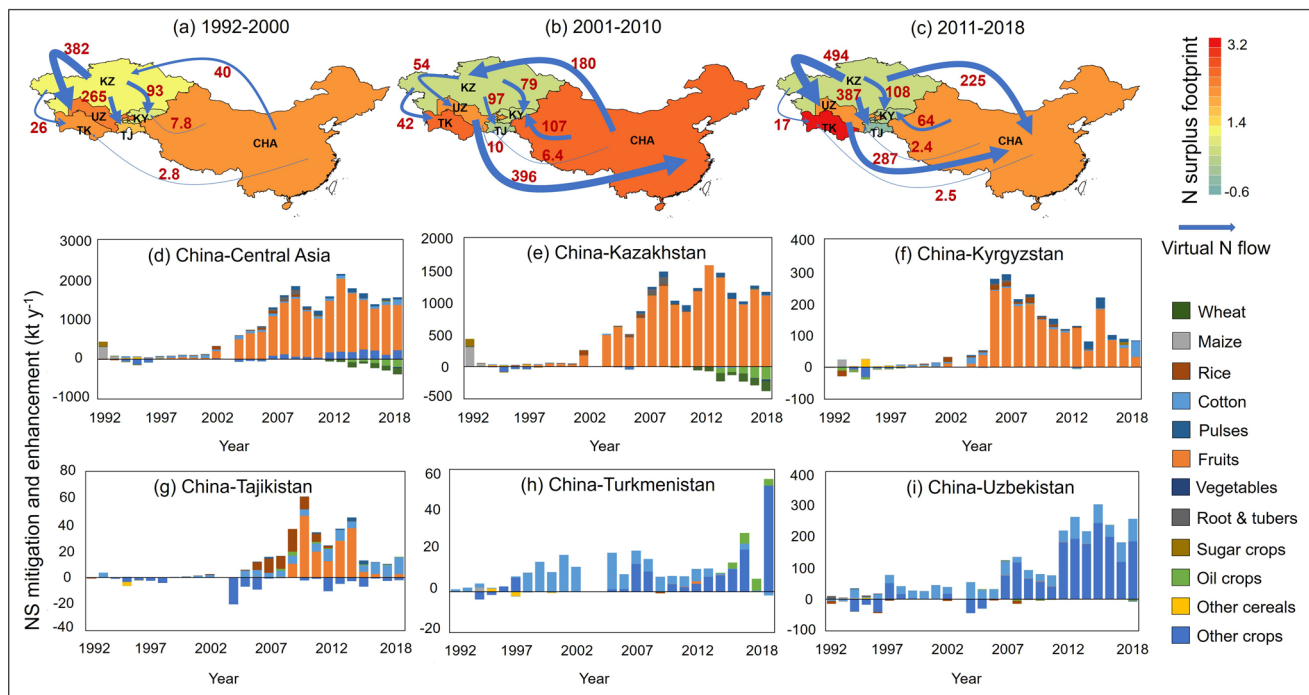 (a) 1992-2000
(b) 2001-2010
(c) 2011-2018
382
KZ
40
265
93
UZ
KY
7.8
26
TK
TJ
CHA
2.8
54
KZ
180
79
UZ
97
KY
107
42
TK
TJ
10
6.4
CHA
396
494
KZ
225
387
108
UZ
KY
64
17
TK
TJ
2.4
CHA
287
2.5
3.2
1.4
-0.6
N surplus footprint
Virtual N flow
NS mitigation and enhancement (kt y-1)
(d) China-Central Asia
3000
2000
1000
0
-1000
1992 1997 2002 2007 2012 2018
Year
(e) China-Kazakhstan
2000
1500
1000
500
0
-500
1992 1997 2002 2007 2012 2018
Year
(f) China-Kyrgyzstan
400
300
200
100
0
-100
1992 1997 2002 2007 2012 2018
Year
(g) China-Tajikistan
80
60
40
20
0
-20
-40
1992 1997 2002 2007 2012 2018
Year
(h) China-Turkmenistan
60
40
20
0
-20
1992 1997 2002 2007 2012 2018
Year
(i) China-Uzbekistan
400
300
200
100
0
-100
1992 1997 2002 2007 2012 2018
Year
Wheat
Maize
Rice
Cotton
Pulses
Fruits
Vegetables
Root & tubers
Sugar crops
Oil crops
Other cereals
Other crops